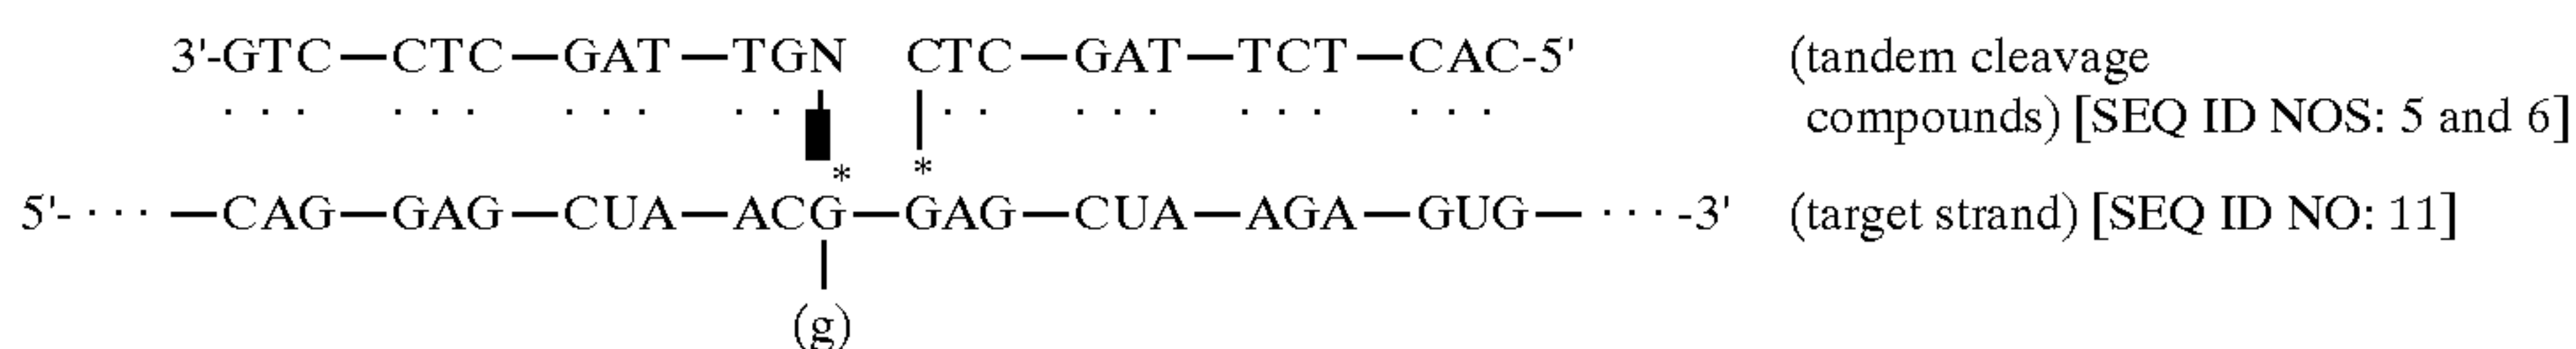 3'-GTC—CTC—GAT—TGN CTC—GAT—TCT—CAC-5' (tandem cleavage
· · · · · · · · · · · · · · · · · · · · · · compounds) [SEQ ID NOS: 5 and 6]
* *
5'-· · · —CAG—GAG—CUA—ACG—GAG—CUA—AGA—GUG— · · · -3' (target strand) [SEQ ID NO: 11]
(g)